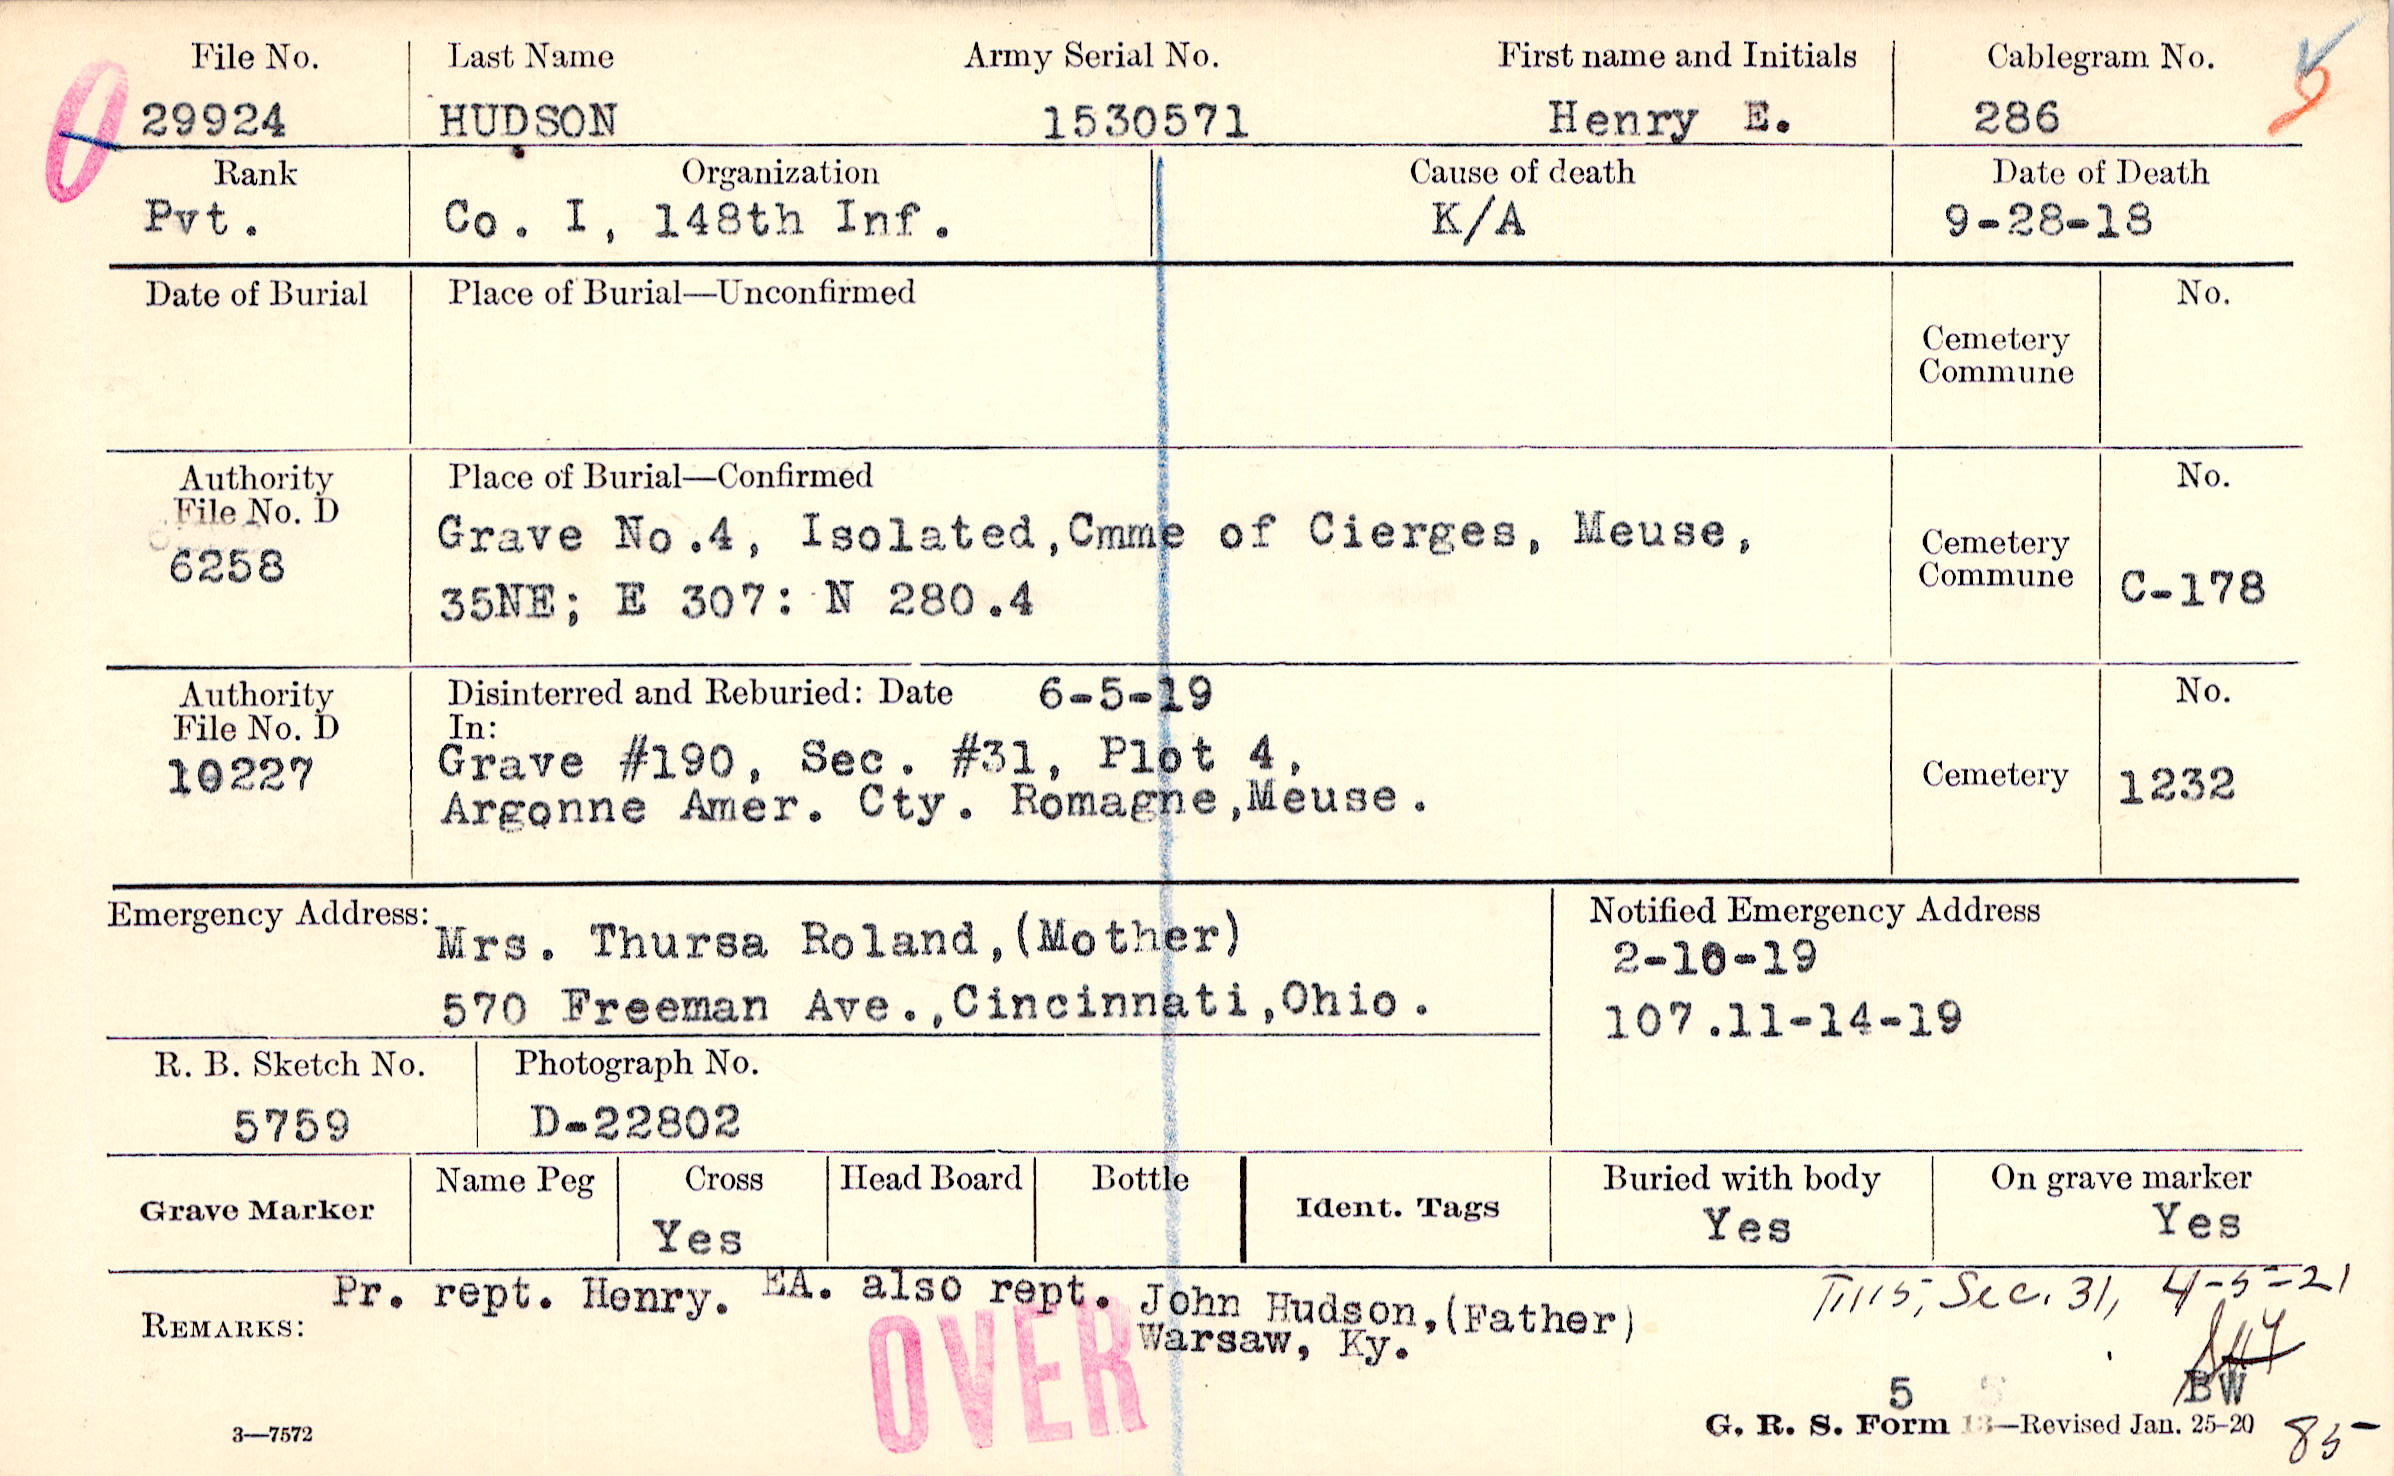 File No. Last Name Army Serial No. First name and Initials Cablegram No.
29924 HUDSON 1530571 Henry E. 286
Rank Organization Cause of death Date of Death
Pvt. Co. I, 148th Inf. K/A 9-28-18
Date of Burial Place of Burial—Unconfirmed No.
Cemetery
Commune
Authority Place of Burial—Confirmed No.
File No. D
6258
Grave No.4, Isolated,Cmme of Cierges, Meuse,
35NE; E 307: N 280.4
Cemetery
Commune C-178
Authority Disinterred and Reburied: Date 6-5-19 No.
File No. D In:
10227
Grave #190, Sec. #31, Plot 4,
Argonne Amer. Cty. Romagne,Meuse.
Cemetery 1232
Emergency Address: Notified Emergency Address
Mrs. Thursa Roland,(Mother) 2-10-19
570 Freeman Ave.,Cincinnati,Ohio. 107.11-14-19
R. B. Sketch No. Photograph No.
5759 D-22802
Grave Marker Name Peg Cross Head Board Bottle Ident. Tags Buried with body On grave marker
Yes Yes Yes
Pr. rept. Henry. EA. also rept. John Hudson,(Father)
Warsaw, Ky.
Sec. 31, 4-5-21
REMARKS:
OVER
5 BW
3—7572 G. R. S. Form 13—Revised Jan. 25-20 85